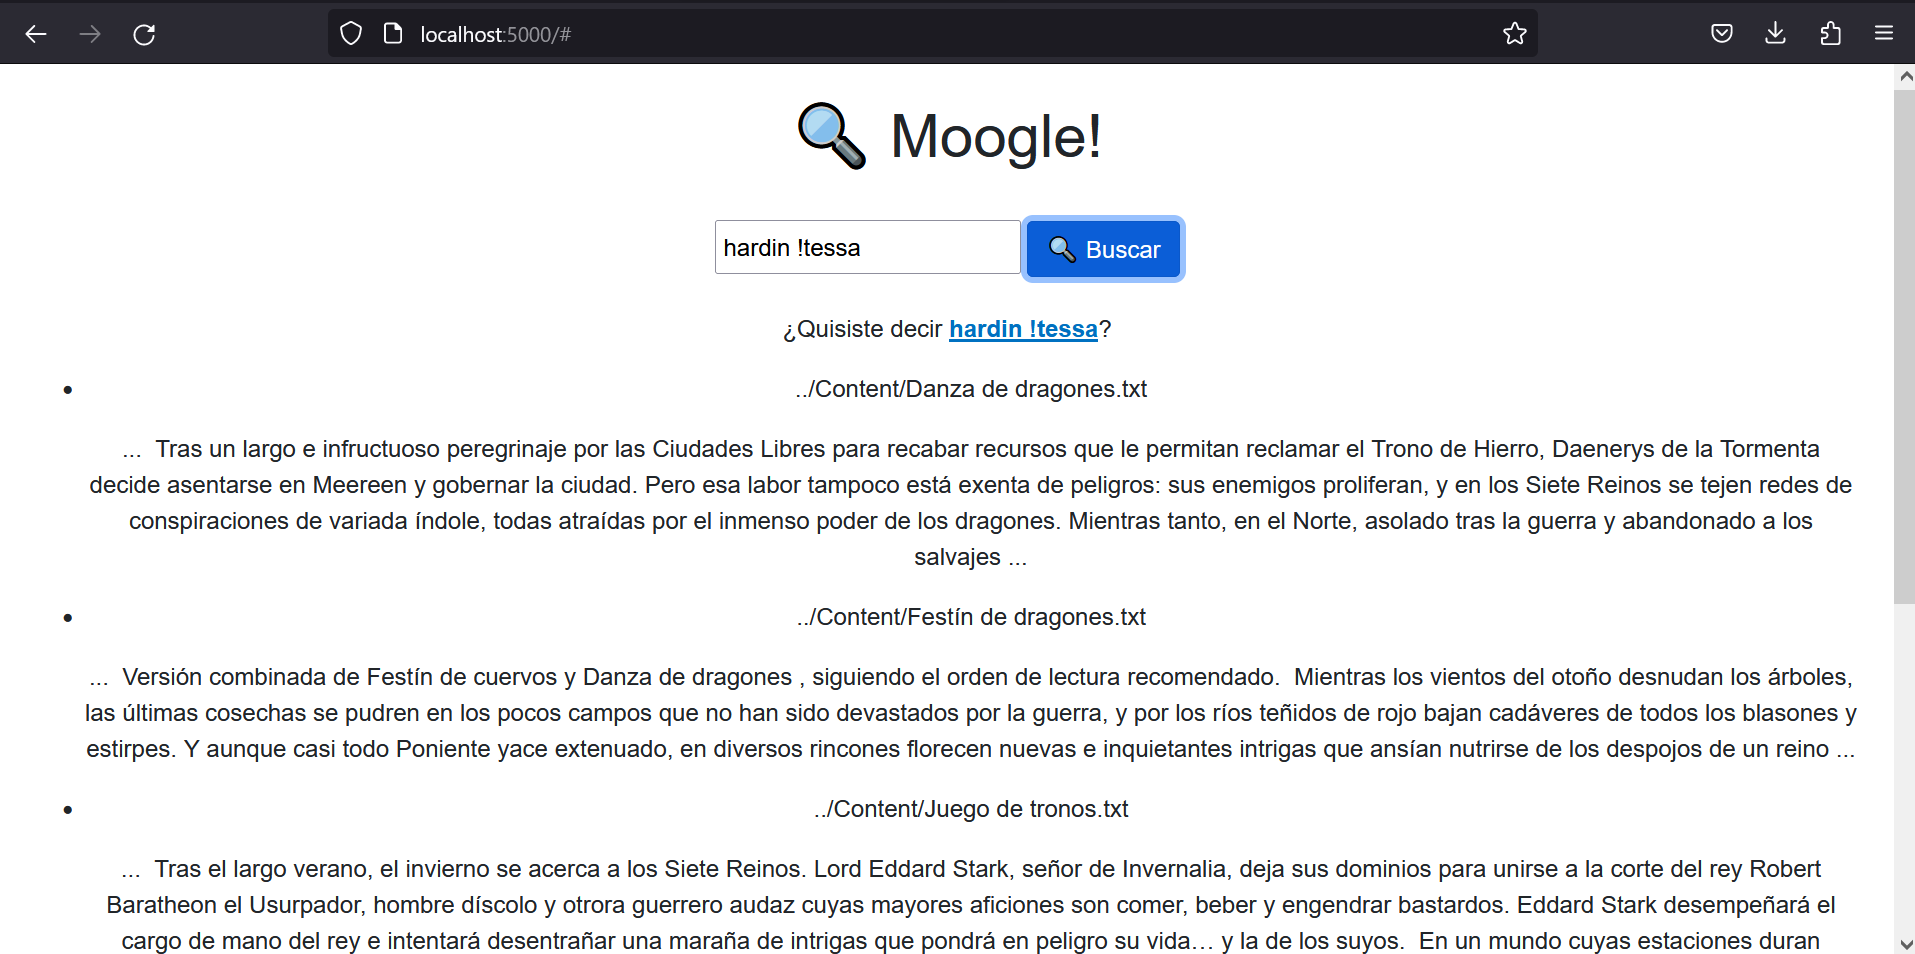 localhost:5000/#
Moogle!
hardin !tessa
Buscar
¿Quisiste decir hardin !tessa?
• ../Content/Danza de dragones.txt
... Tras un largo e infructuoso peregrinaje por las Ciudades Libres para recabar recursos que le permitan reclamar el Trono de Hierro, Daenerys de la Tormenta
decide asentarse en Meereen y gobernar la ciudad. Pero esa labor tampoco está exenta de peligros: sus enemigos proliferan, y en los Siete Reinos se tejen redes de
conspiraciones de variada índole, todas atraídas por el inmenso poder de los dragones. Mientras tanto, en el Norte, asolado tras la guerra y abandonado a los
salvajes ...
• ../Content/Festín de dragones.txt
... Versión combinada de Festín de cuervos y Danza de dragones , siguiendo el orden de lectura recomendado. Mientras los vientos del otoño desnudan los árboles,
las últimas cosechas se pudren en los pocos campos que no han sido devastados por la guerra, y por los ríos teñidos de rojo bajan cadáveres de todos los blasones y
estirpes. Y aunque casi todo Poniente yace extenuado, en diversos rincones florecen nuevas e inquietantes intrigas que ansían nutrirse de los despojos de un reino ...
• ../Content/Juego de tronos.txt
... Tras el largo verano, el invierno se acerca a los Siete Reinos. Lord Eddard Stark, señor de Invernalia, deja sus dominios para unirse a la corte del rey Robert
Baratheon el Usurpador, hombre díscolo y otrora guerrero audaz cuyas mayores aficiones son comer, beber y engendrar bastardos. Eddard Stark desempeñará el
cargo de mano del rey e intentará desentrañar una maraña de intrigas que pondrá en peligro su vida… y la de los suyos. En un mundo cuyas estaciones duran